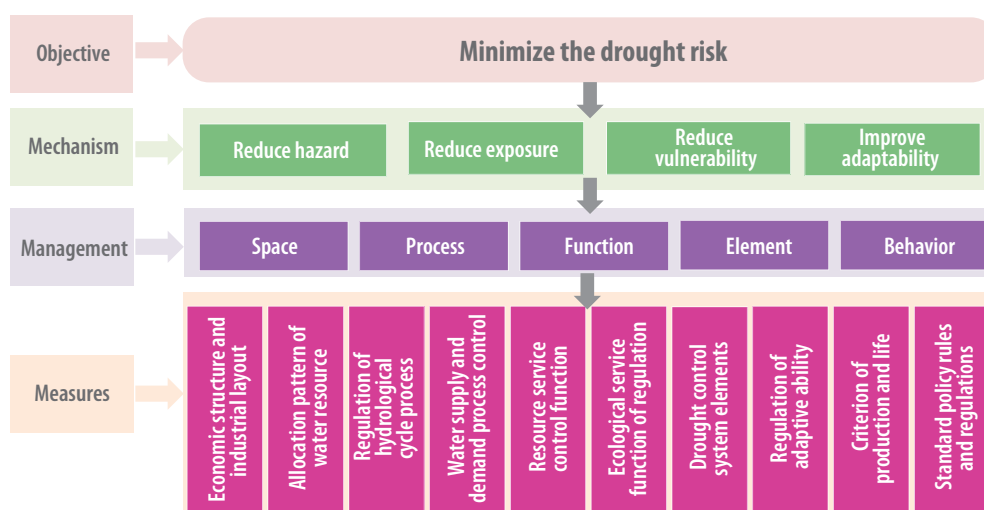 Objective
Minimize the drought risk
Mechanism
Reduce hazard
Reduce exposure
Reduce
vulnerability
Improve
adaptability
Management
Space
Process
Function
Element
Behavior
Measures
Economic structure and
industrial layout
Allocation pattern of
water resource
Regulation of
hydrological
cycle process
Water supply and
demand process control
Resource service
control function
Ecological service
function of regulation
Drought control
system elements
Regulation of
adaptive ability
Criterion of
production and life
Standard policy rules
and regulations